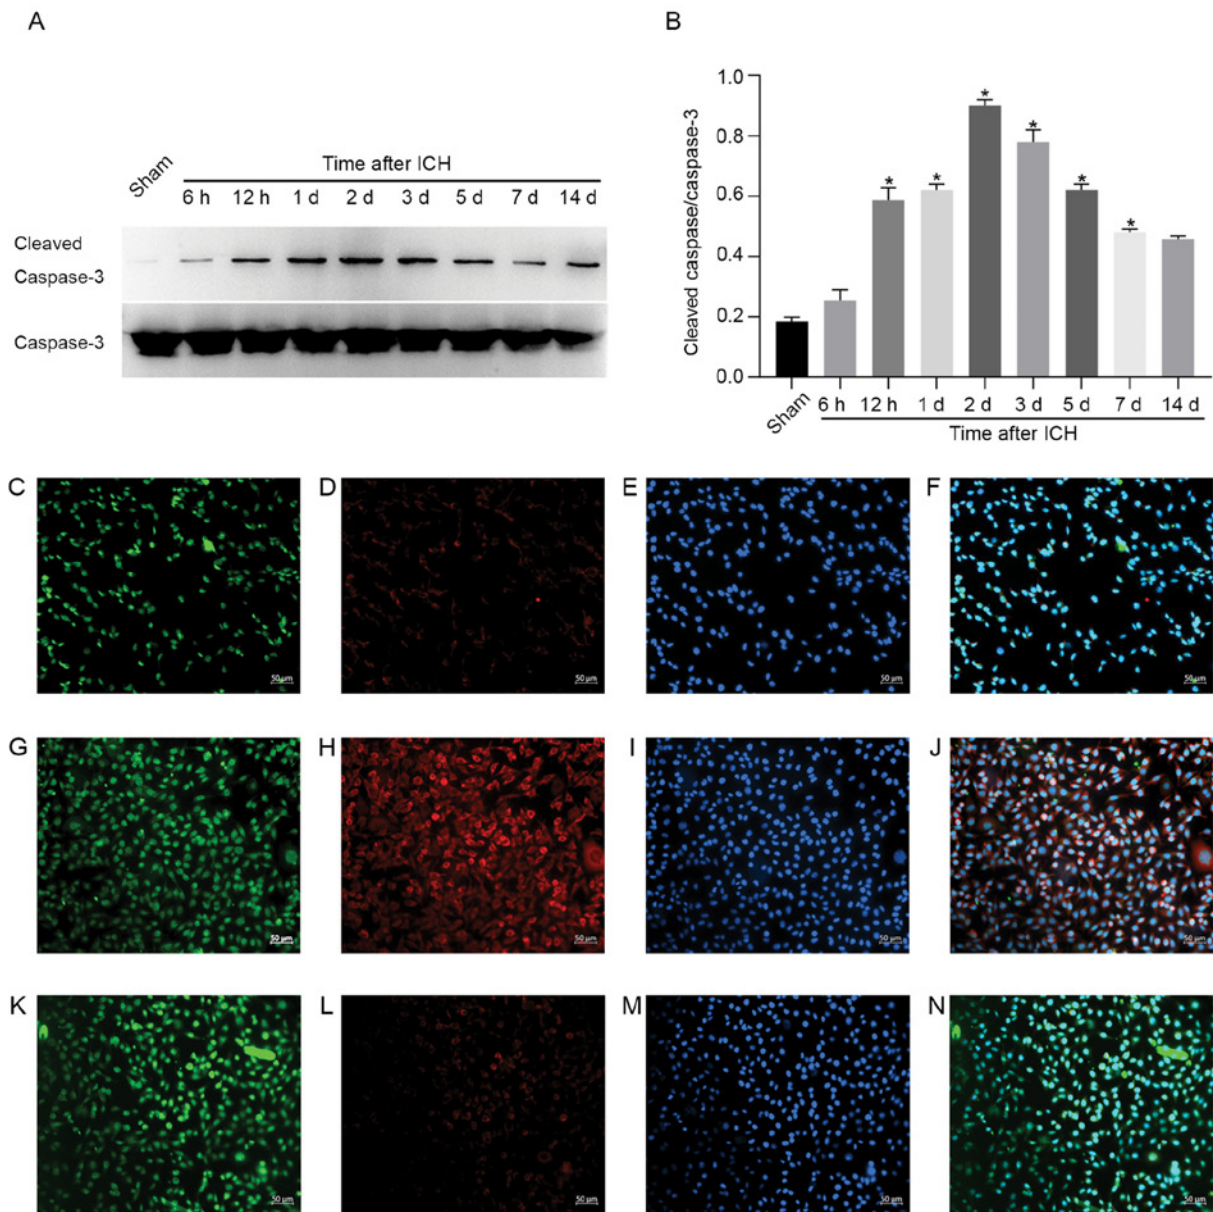 A
Sham
Time after ICH
6 h 12 h 1 d 2 d 3 d 5 d 7 d 14 d
Cleaved
Caspase-3
Caspase-3
B
Cleaved caspase/caspase-3
1.0
0.8
0.6
0.4
0.2
0.0
* * * * * *
Sham 6 h 12 h 1 d 2 d 3 d 5 d 7 d 14 d
Time after ICH
C D E F
50 μm 50 μm 50 μm 50 μm
G H I J
50 μm 50 μm 50 μm 50 μm
K L M N
50 μm 50 μm 50 μm 50 μm